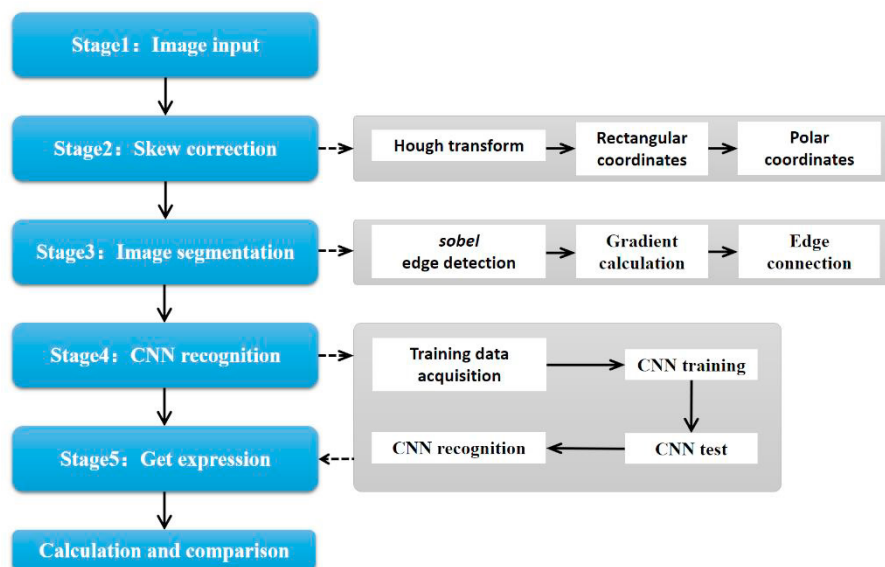 Stage1：Image input
Stage2：Skew correction
Hough transform
Rectangular
coordinates
Polar
coordinates
Stage3：Image segmentation
sobel
edge detection
Gradient
calculation
Edge
connection
Stage4：CNN recognition
Training data
acquisition
CNN training
Stage5：Get expression
CNN recognition
CNN test
Calculation and comparison